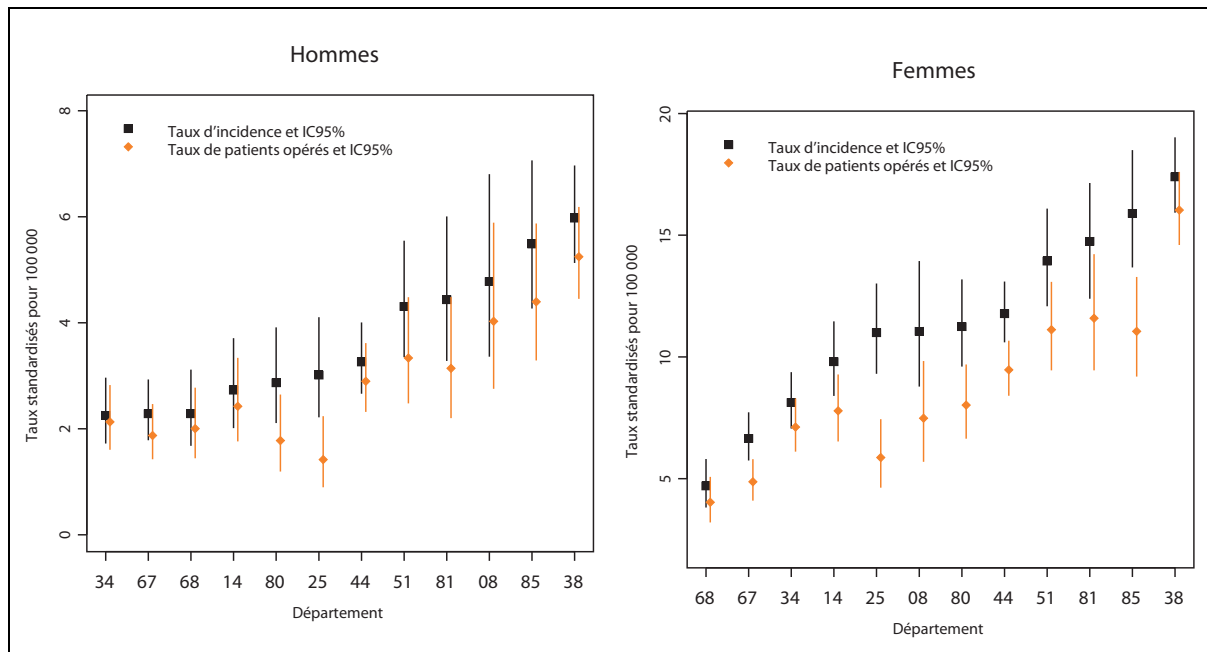 Hommes
Taux d'incidence et IC95%
Taux de patients opérés et IC95%
Taux standardisés pour 100 000
8
6
4
2
0
34 67 68 14 80 25 44 51 81 08 85 38
Département
Femmes
Taux d'incidence et IC95%
Taux de patients opérés et IC95%
Taux standardisés pour 100 000
20
15
10
5
68 67 34 14 25 08 80 44 51 81 85 38
Département